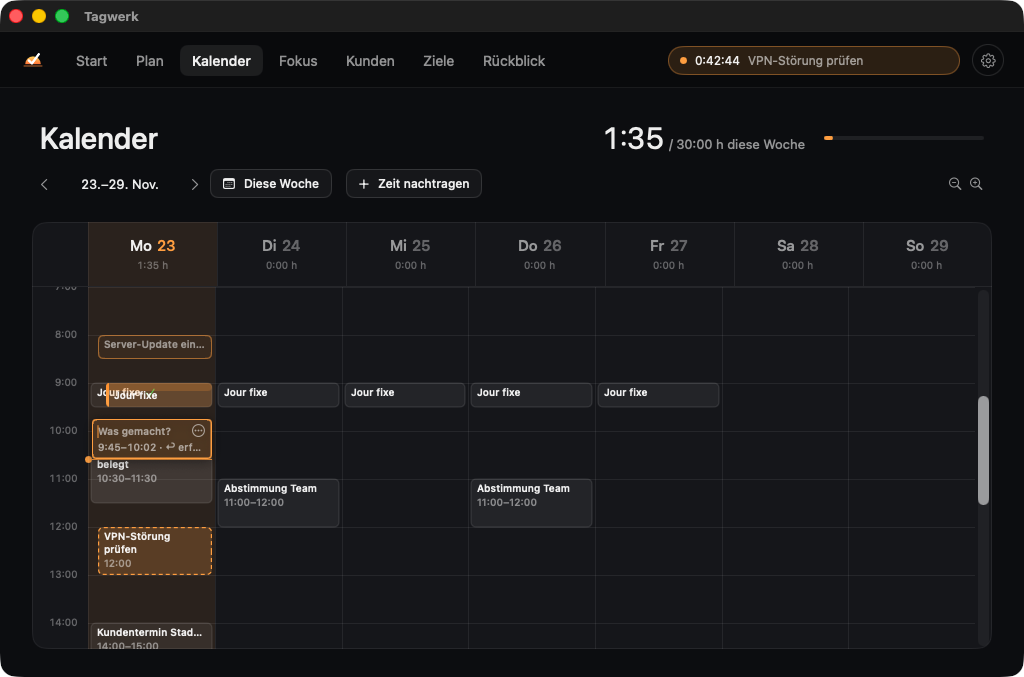 Tagwerk
Start Plan Kalender Fokus Kunden Ziele Rückblick
0:42:44 VPN-Störung prüfen
Kalender
1:35 / 30:00 h diese Woche
23.–29. Nov.
Diese Woche
+ Zeit nachtragen
Mo 23 Di 24 Mi 25 Do 26 Fr 27 Sa 28 So 29
1:35 h 0:00 h 0:00 h 0:00 h 0:00 h 0:00 h 0:00 h
7:00
8:00
Server-Update ein…
9:00
Jour fixe
Jour fixe
Jour fixe
Jour fixe
Jour fixe
Jour fixe
10:00
Was gemacht?
9:45–10:02 · ↩ erf…
belegt
10:30–11:30
11:00
Abstimmung Team
11:00–12:00
Abstimmung Team
11:00–12:00
12:00
VPN-Störung
prüfen
12:00
13:00
14:00
Kundentermin Stad…
14:00–15:00